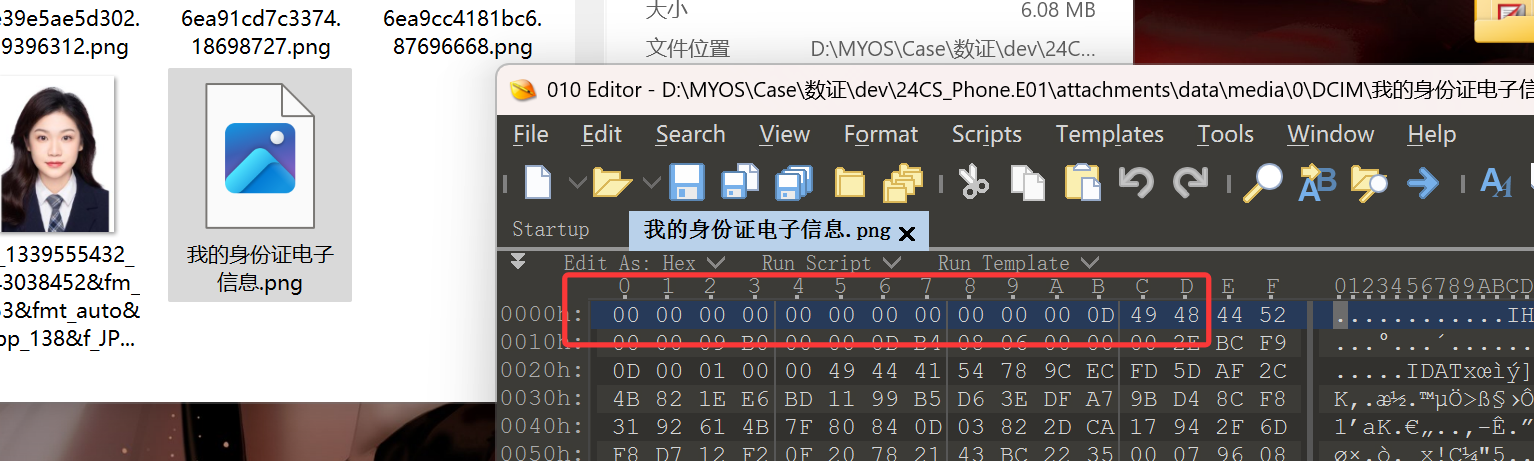 e39e5ae5d302.
9396312.png
6ea91cd7c3374.
18698727.png
6ea9cc4181bc6.
87696668.png
大小
6.08 MB
文件位置
D:\MYOS\Case\数证\dev\24CS...
_1339555432_
43038452&fm_
53&fmt_auto&
pp_138&f_JP...
我的身份证电子
信息.png
010 Editor - D:\MYOS\Case\数证\dev\24CS_Phone.E01\attachments\data\media\0\DCIM\我的身份证电子信
File Edit Search View Format Scripts Templates Tools Window Help
Startup
我的身份证电子信息.png
Edit As: Hex Run Script Run Template
0 1 2 3 4 5 6 7 8 9 A B C D E F 0123456789ABCD
0000h: 00 00 00 00 00 00 00 00 00 00 00 0D 49 48 44 52 ............IH
0010h: 00 00 09 B0 00 00 0D B4 08 06 00 00 00 2E BC F9 ...°...´......
0020h: 0D 00 01 00 00 49 44 41 54 78 9C EC FD 5D AF 2C .....IDATxœìý]
0030h: 4B 82 1E E6 BD 11 99 B5 D6 3E DF A7 9B D4 8C F8 K‚.æ½.™µÖ>ß§›Ô
0040h: 31 92 61 4B 7F 80 84 0D 03 82 2D CA 17 94 2F 6D 1’aK.€„..‚-Ê.”
0050h: F8 D7 12 F2 0F 20 78 21 43 BC 22 35 00 07 96 08 ø×.ò. x!C¼"5..